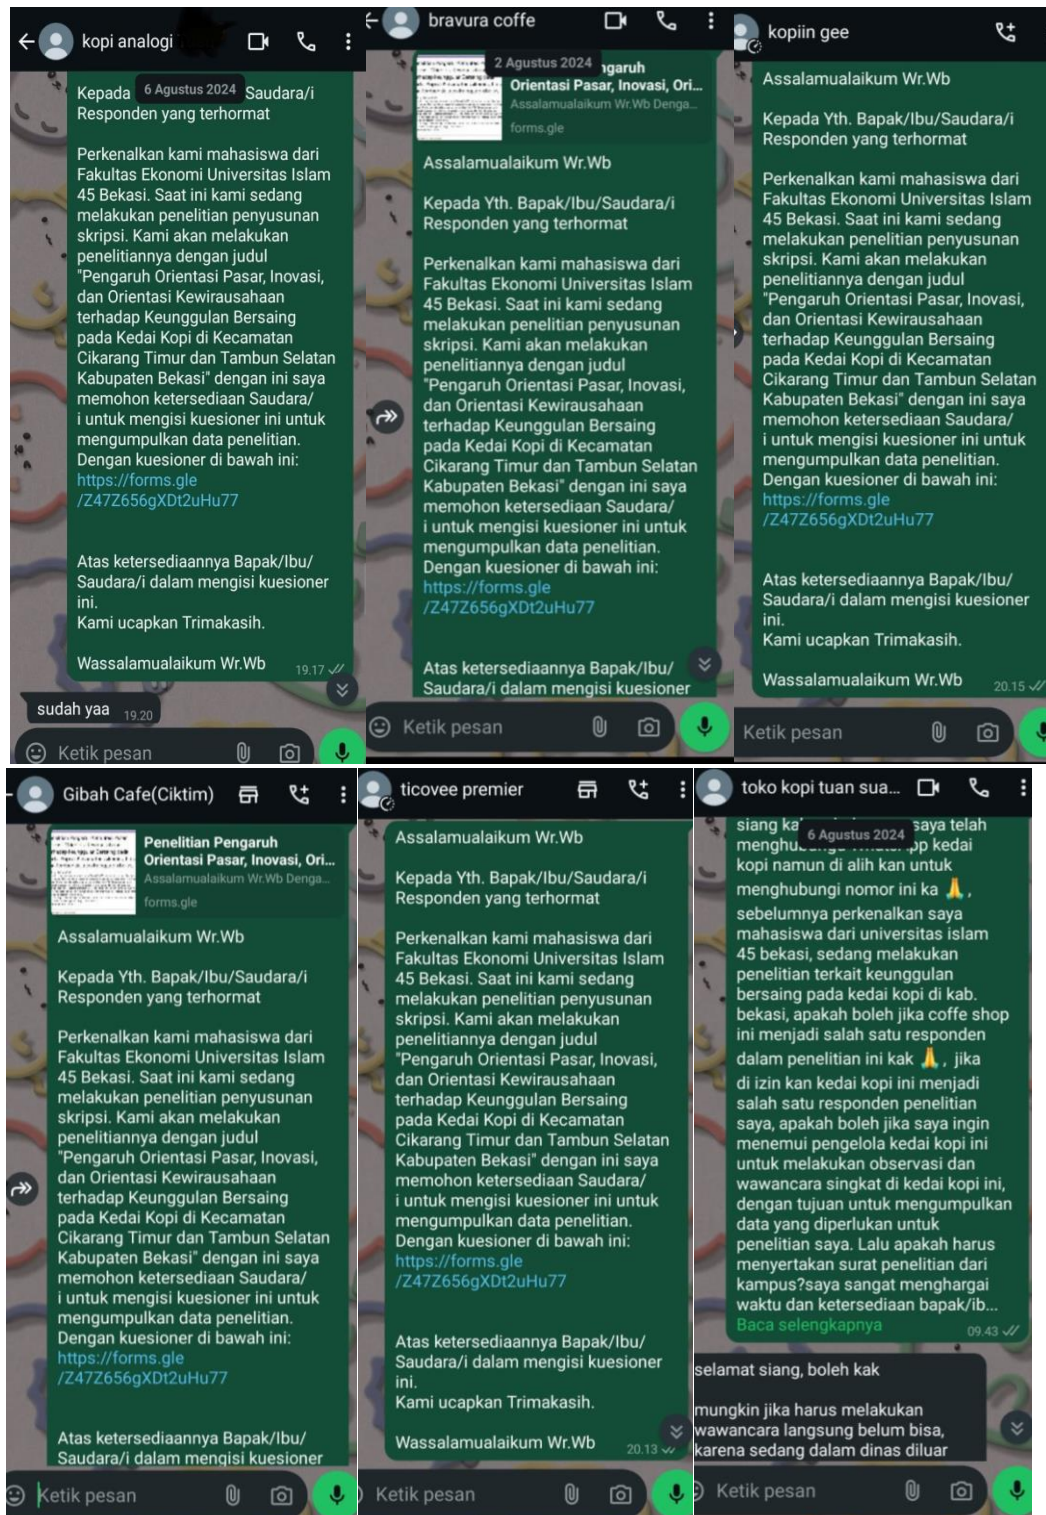 kopi analogi
6 Agustus 2024
Kepada Saudara/i
Responden yang terhormat
Perkenalkan kami mahasiswa dari
Fakultas Ekonomi Universitas Islam
45 Bekasi. Saat ini kami sedang
melakukan penelitian penyusunan
skripsi. Kami akan melakukan
penelitiannya dengan judul
"Pengaruh Orientasi Pasar, Inovasi,
dan Orientasi Kewirausahaan
terhadap Keunggulan Bersaing
pada Kedai Kopi di Kecamatan
Cikarang Timur dan Tambun Selatan
Kabupaten Bekasi" dengan ini saya
memohon ketersediaan Saudara/
i untuk mengisi kuesioner ini untuk
mengumpulkan data penelitian.
Dengan kuesioner di bawah ini:
https://forms.gle
/Z47Z656gXDt2uHu77
Atas ketersediaannya Bapak/Ibu/
Saudara/i dalam mengisi kuesioner
ini.
Kami ucapkan Trimakasih.
Wassalamualaikum Wr.Wb 19.17
sudah yaa 19.20
Ketik pesan
bravura coffe
2 Agustus 2024
ngaruh
Orientasi Pasar, Inovasi, Ori...
Assalamualaikum Wr.Wb Denga...
forms.gle
Assalamualaikum Wr.Wb
Kepada Yth. Bapak/Ibu/Saudara/i
Responden yang terhormat
Perkenalkan kami mahasiswa dari
Fakultas Ekonomi Universitas Islam
45 Bekasi. Saat ini kami sedang
melakukan penelitian penyusunan
skripsi. Kami akan melakukan
penelitiannya dengan judul
"Pengaruh Orientasi Pasar, Inovasi,
dan Orientasi Kewirausahaan
terhadap Keunggulan Bersaing
pada Kedai Kopi di Kecamatan
Cikarang Timur dan Tambun Selatan
Kabupaten Bekasi" dengan ini saya
memohon ketersediaan Saudara/
i untuk mengisi kuesioner ini untuk
mengumpulkan data penelitian.
Dengan kuesioner di bawah ini:
https://forms.gle
/Z47Z656gXDt2uHu77
Atas ketersediaannya Bapak/Ibu/
Saudara/i dalam mengisi kuesioner
Ketik pesan
kopiin gee
Assalamualaikum Wr.Wb
Kepada Yth. Bapak/Ibu/Saudara/i
Responden yang terhormat
Perkenalkan kami mahasiswa dari
Fakultas Ekonomi Universitas Islam
45 Bekasi. Saat ini kami sedang
melakukan penelitian penyusunan
skripsi. Kami akan melakukan
penelitiannya dengan judul
"Pengaruh Orientasi Pasar, Inovasi,
dan Orientasi Kewirausahaan
terhadap Keunggulan Bersaing
pada Kedai Kopi di Kecamatan
Cikarang Timur dan Tambun Selatan
Kabupaten Bekasi" dengan ini saya
memohon ketersediaan Saudara/
i untuk mengisi kuesioner ini untuk
mengumpulkan data penelitian.
Dengan kuesioner di bawah ini:
https://forms.gle
/Z47Z656gXDt2uHu77
Atas ketersediaannya Bapak/Ibu/
Saudara/i dalam mengisi kuesioner
ini.
Kami ucapkan Trimakasih.
Wassalamualaikum Wr.Wb 20.15
Ketik pesan
Gibah Cafe(Ciktim)
Penelitian Pengaruh
Orientasi Pasar, Inovasi, Ori...
Assalamualaikum Wr.Wb Denga...
forms.gle
Assalamualaikum Wr.Wb
Kepada Yth. Bapak/Ibu/Saudara/i
Responden yang terhormat
Perkenalkan kami mahasiswa dari
Fakultas Ekonomi Universitas Islam
45 Bekasi. Saat ini kami sedang
melakukan penelitian penyusunan
skripsi. Kami akan melakukan
penelitiannya dengan judul
"Pengaruh Orientasi Pasar, Inovasi,
dan Orientasi Kewirausahaan
terhadap Keunggulan Bersaing
pada Kedai Kopi di Kecamatan
Cikarang Timur dan Tambun Selatan
Kabupaten Bekasi" dengan ini saya
memohon ketersediaan Saudara/
i untuk mengisi kuesioner ini untuk
mengumpulkan data penelitian.
Dengan kuesioner di bawah ini:
https://forms.gle
/Z47Z656gXDt2uHu77
Atas ketersediaannya Bapak/Ibu/
Saudara/i dalam mengisi kuesioner
Ketik pesan
ticovee premier
Assalamualaikum Wr.Wb
Kepada Yth. Bapak/Ibu/Saudara/i
Responden yang terhormat
Perkenalkan kami mahasiswa dari
Fakultas Ekonomi Universitas Islam
45 Bekasi. Saat ini kami sedang
melakukan penelitian penyusunan
skripsi. Kami akan melakukan
penelitiannya dengan judul
"Pengaruh Orientasi Pasar, Inovasi,
dan Orientasi Kewirausahaan
terhadap Keunggulan Bersaing
pada Kedai Kopi di Kecamatan
Cikarang Timur dan Tambun Selatan
Kabupaten Bekasi" dengan ini saya
memohon ketersediaan Saudara/
i untuk mengisi kuesioner ini untuk
mengumpulkan data penelitian.
Dengan kuesioner di bawah ini:
https://forms.gle
/Z47Z656gXDt2uHu77
Atas ketersediaannya Bapak/Ibu/
Saudara/i dalam mengisi kuesioner
ini.
Kami ucapkan Trimakasih.
Wassalamualaikum Wr.Wb 20.13
Ketik pesan
toko kopi tuan sua...
6 Agustus 2024
siang saya telah
kedai
kopi namun di alih kan untuk
menghubungi nomor ini ka 🙏,
sebelumnya perkenalkan saya
mahasiswa dari universitas islam
45 bekasi, sedang melakukan
penelitian terkait keunggulan
bersaing pada kedai kopi di kab.
bekasi, apakah boleh jika coffe shop
ini menjadi salah satu responden
dalam penelitian ini kak 🙏, jika
di izin kan kedai kopi ini menjadi
salah satu responden penelitian
saya, apakah boleh jika saya ingin
menemui pengelola kedai kopi ini
untuk melakukan observasi dan
wawancara singkat di kedai kopi ini,
dengan tujuan untuk mengumpulkan
data yang diperlukan untuk
penelitian saya. Lalu apakah harus
menyertakan surat penelitian dari
kampus?saya sangat menghargai
waktu dan ketersediaan bapak/ib...
Baca selengkapnya 09.43
selamat siang, boleh kak
mungkin jika harus melakukan
wawancara langsung belum bisa,
karena sedang dalam dinas diluar
Ketik pesan